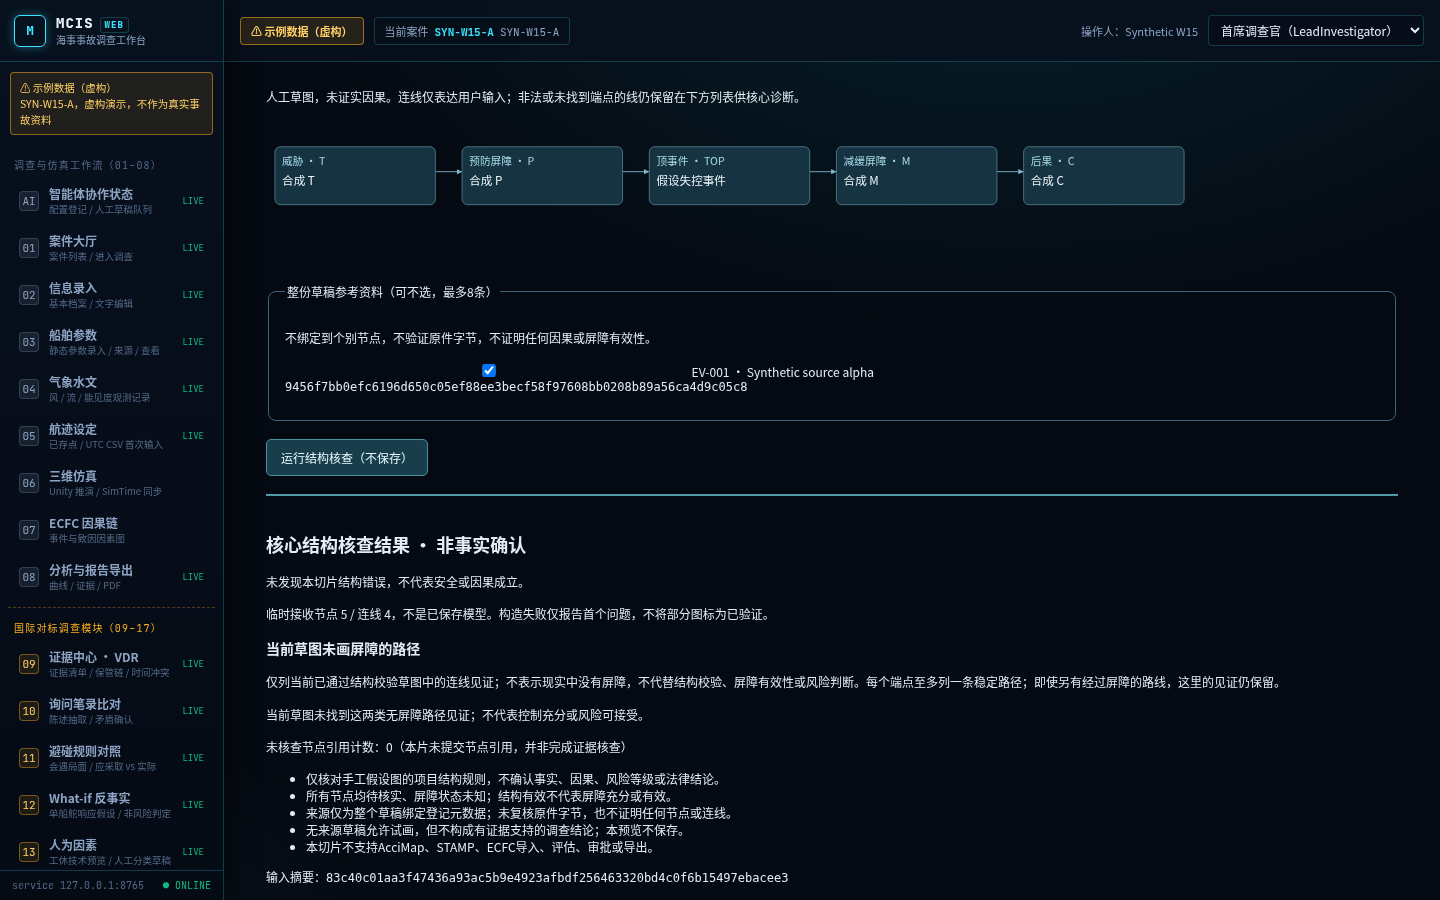 M
MCIS WEB
海事事故调查工作台
⚠ 示例数据（虚构）
当前案件 SYN-W15-A SYN-W15-A
操作人：Synthetic W15
首席调查官（LeadInvestigator）
⚠ 示例数据（虚构）
SYN-W15-A，虚构演示，不作为真实事
故资料
调查与仿真工作流（01-08）
AI 智能体协作状态 LIVE
配置登记 / 人工草稿队列
01 案件大厅 LIVE
案件列表 / 进入调查
02 信息录入 LIVE
基本档案 / 文字编辑
03 船舶参数 LIVE
静态参数录入 / 来源 / 查看
04 气象水文 LIVE
风 / 流 / 能见度观测记录
05 航迹设定 LIVE
已存点 / UTC CSV 首次输入
06 三维仿真
Unity 推演 / SimTime 同步
07 ECFC 因果链
事件与致因因素图
08 分析与报告导出 LIVE
曲线 / 证据 / PDF
国际对标调查模块（09-17）
09 证据中心 · VDR LIVE
证据清单 / 保管链 / 时间冲突
10 询问笔录比对 LIVE
陈述抽取 / 矛盾确认
11 避碰规则对照 LIVE
会遇局面 / 应采取 vs 实际
12 What-if 反事实 LIVE
单船舵响应假设 / 非风险判定
13 人为因素 LIVE
工休技术预览 / 人工分类草稿
service 127.0.0.1:8765 ● ONLINE
人工草图，未证实因果。连线仅表达用户输入；非法或未找到端点的线仍保留在下方列表供核心诊断。
威胁 · T
合成 T
预防屏障 · P
合成 P
顶事件 · TOP
假设失控事件
减缓屏障 · M
合成 M
后果 · C
合成 C
整份草稿参考资料（可不选，最多8条）
不绑定到个别节点，不验证原件字节，不证明任何因果或屏障有效性。
EV-001 · Synthetic source alpha
9456f7bb0efc6196d650c05ef88ee3becf58f97608bb0208b89a56ca4d9c05c8
运行结构核查（不保存）
核心结构核查结果 · 非事实确认
未发现本切片结构错误，不代表安全或因果成立。
临时接收节点 5 / 连线 4，不是已保存模型。构造失败仅报告首个问题，不将部分图标为已验证。
当前草图未画屏障的路径
仅列当前已通过结构校验草图中的连线见证；不表示现实中没有屏障，不代替结构校验、屏障有效性或风险判断。每个端点至多列一条稳定路径；即使另有经过屏障的路线，这里的见证仍保留。
当前草图未找到这两类无屏障路径见证；不代表控制充分或风险可接受。
未核查节点引用计数：0（本片未提交节点引用，并非完成证据核查）
• 仅核对手工假设图的项目结构规则，不确认事实、因果、风险等级或法律结论。
• 所有节点均待核实、屏障状态未知；结构有效不代表屏障充分或有效。
• 来源仅为整个草稿绑定登记元数据；未复核原件字节，也不证明任何节点或连线。
• 无来源草稿允许试画，但不构成有证据支持的调查结论；本预览不保存。
• 本切片不支持AcciMap、STAMP、ECFC导入、评估、审批或导出。
输入摘要：83c40c01aa3f47436a93ac5b9e4923afbdf256463320bd4c0f6b15497ebacee3